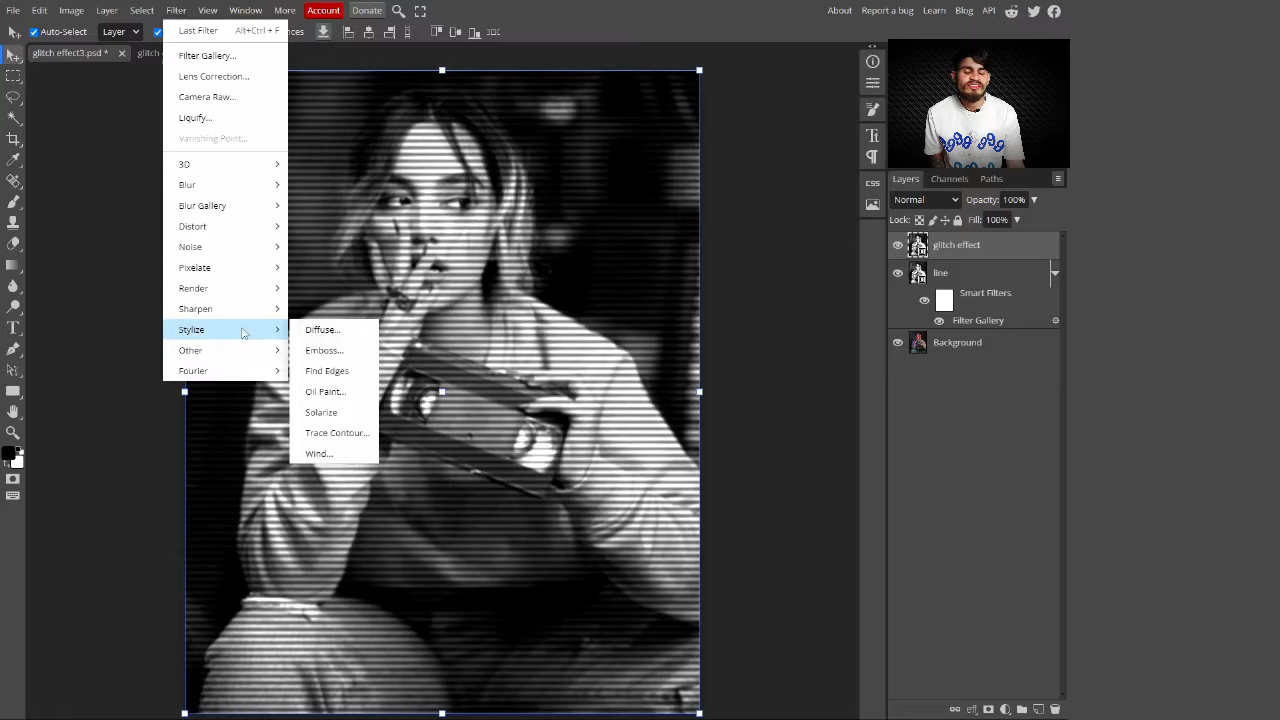 File Edit Image Layer Select Filter View Window More Account Donate About Report a bug Learn Blog API
Auto-Select Layer
glitch effect3.psd *
Last Filter Alt+Ctrl + F
Filter Gallery...
Lens Correction...
Camera Raw...
Liquify...
Vanishing Point...
3D
Blur
Blur Gallery
Distort
Noise
Pixelate
Render
Sharpen
Stylize
Other
Fourier
Diffuse...
Emboss...
Find Edges
Oil Paint...
Solarize
Trace Contour...
Wind...
CSS
Layers Channels Paths
Normal Opacity: 100%
Lock: Fill: 100%
glitch effect
line
Smart Filters
Filter Gallery
Background